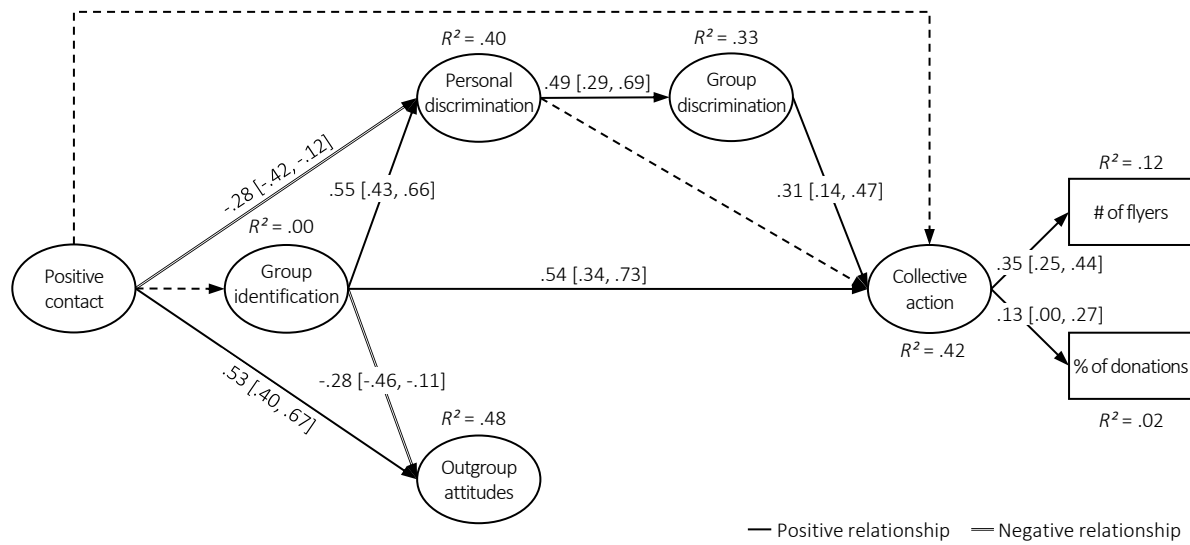 R² = .40
R² = .33
Personal
discrimination
.49 [.29, .69]
Group
discrimination
-.28 [-.42, -.12]
.55 [.43, .66]
.31 [.14, .47]
R² = .12
# of flyers
R² = .00
Positive
contact
Group
identification
.54 [.34, .73]
Collective
action
.35 [.25, .44]
.13 [.00, .27]
R² = .42
% of donations
R² = .02
.53 [.40, .67]
-.28 [-.46, -.11]
R² = .48
Outgroup
attitudes
Positive relationship
Negative relationship